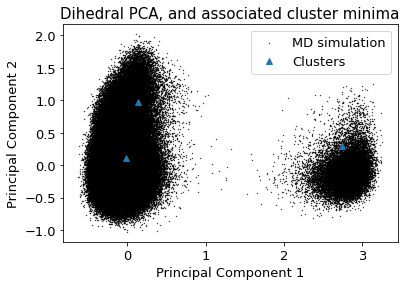 Dihedral PCA, and associated cluster minima
MD simulation
Clusters
Principal Component 2
2.0
1.5
1.0
0.5
0.0
−0.5
−1.0
0 1 2 3
Principal Component 1